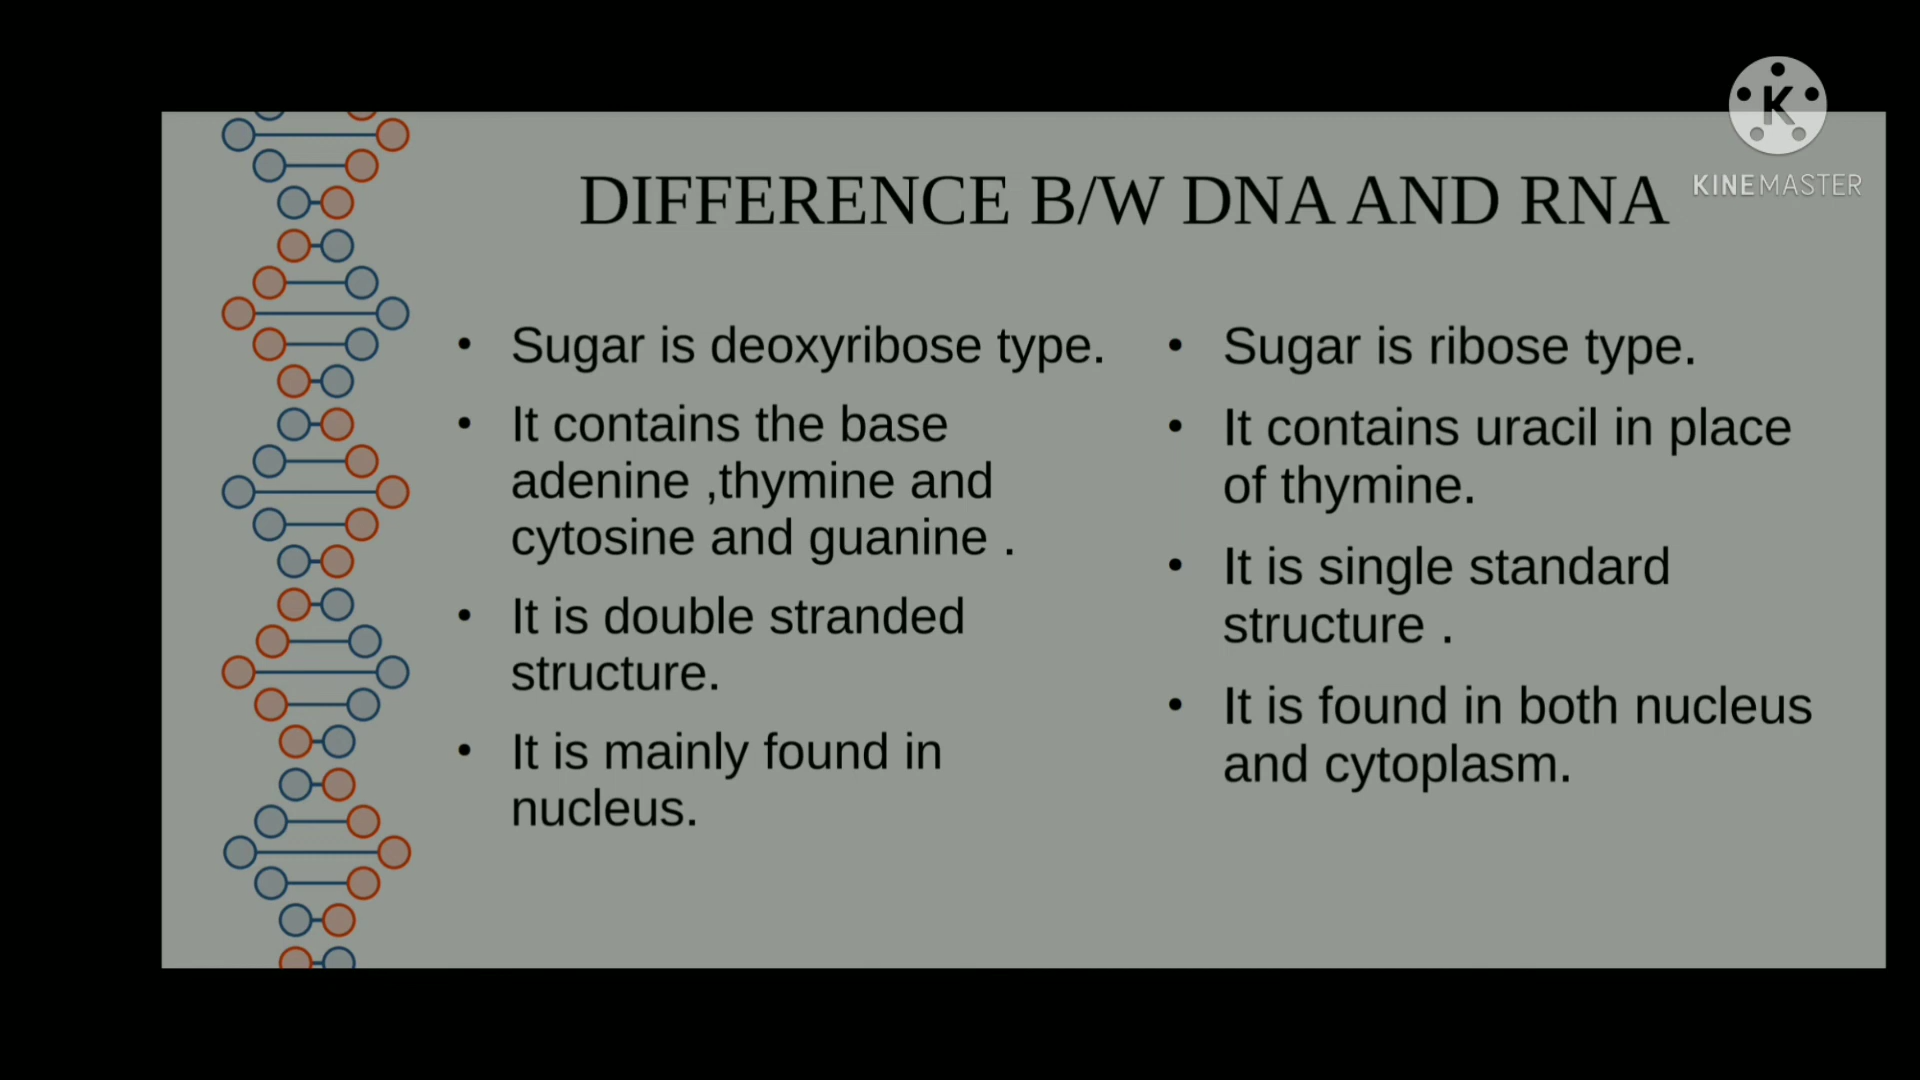 K
KINEMASTER
DIFFERENCE B/W DNA AND RNA
• Sugar is deoxyribose type.
• It contains the base
adenine ,thymine and
cytosine and guanine .
• It is double stranded
structure.
• It is mainly found in
nucleus.
• Sugar is ribose type.
• It contains uracil in place
of thymine.
• It is single standard
structure .
• It is found in both nucleus
and cytoplasm.